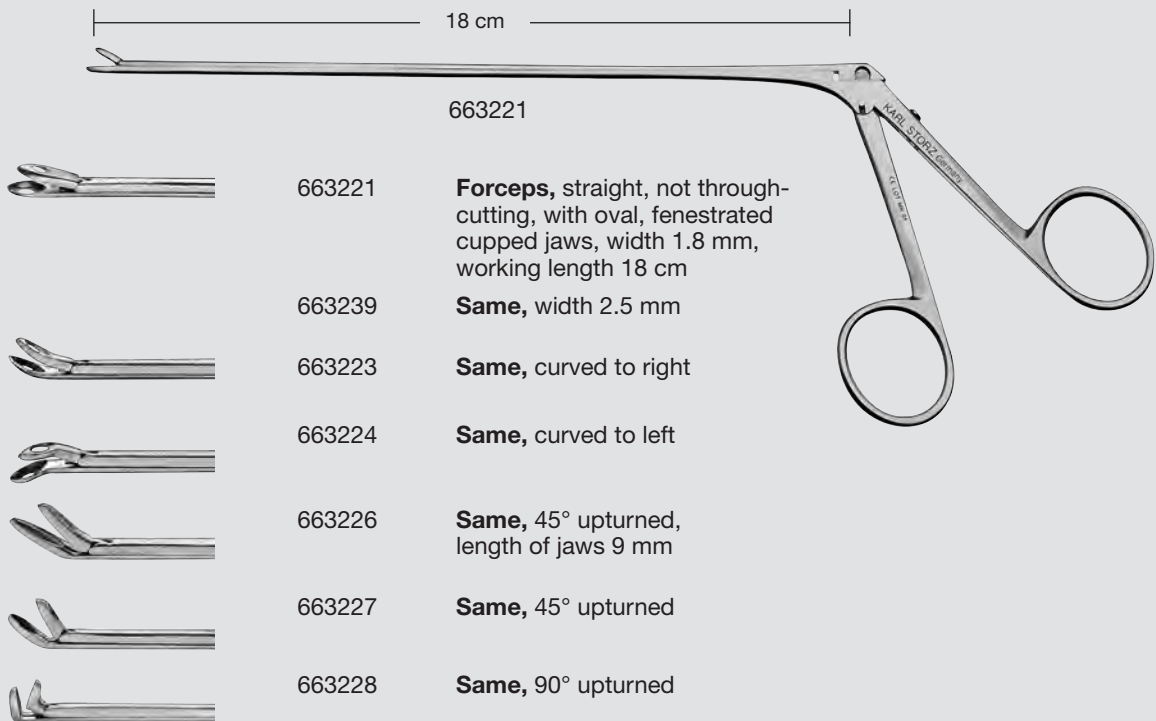 18 cm
663221
KARL STORZ Germany
663221 Forceps, straight, not through-
cutting, with oval, fenestrated
cupped jaws, width 1.8 mm,
working length 18 cm
663239 Same, width 2.5 mm
663223 Same, curved to right
663224 Same, curved to left
663226 Same, 45° upturned,
length of jaws 9 mm
663227 Same, 45° upturned
663228 Same, 90° upturned